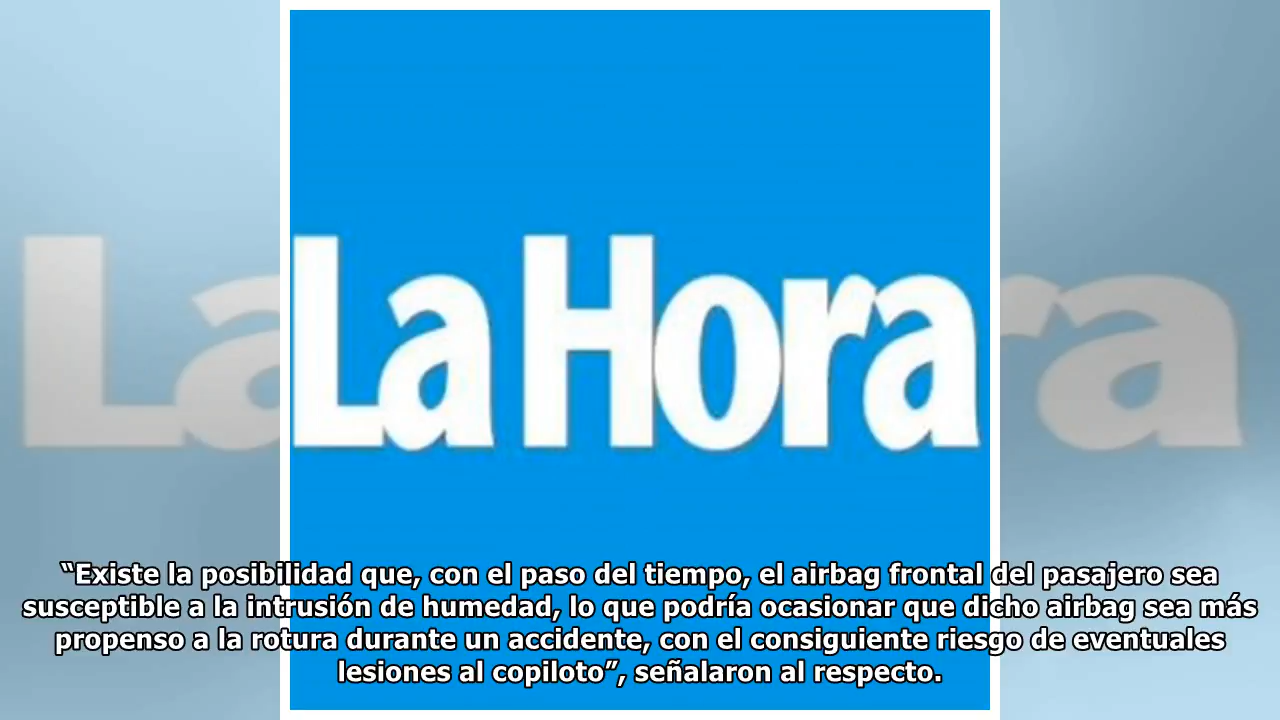 La Hora
“Existe la posibilidad que, con el paso del tiempo, el airbag frontal del pasajero sea
susceptible a la intrusión de humedad, lo que podría ocasionar que dicho airbag sea más
propenso a la rotura durante un accidente, con el consiguiente riesgo de eventuales
lesiones al copiloto”, señalaron al respecto.